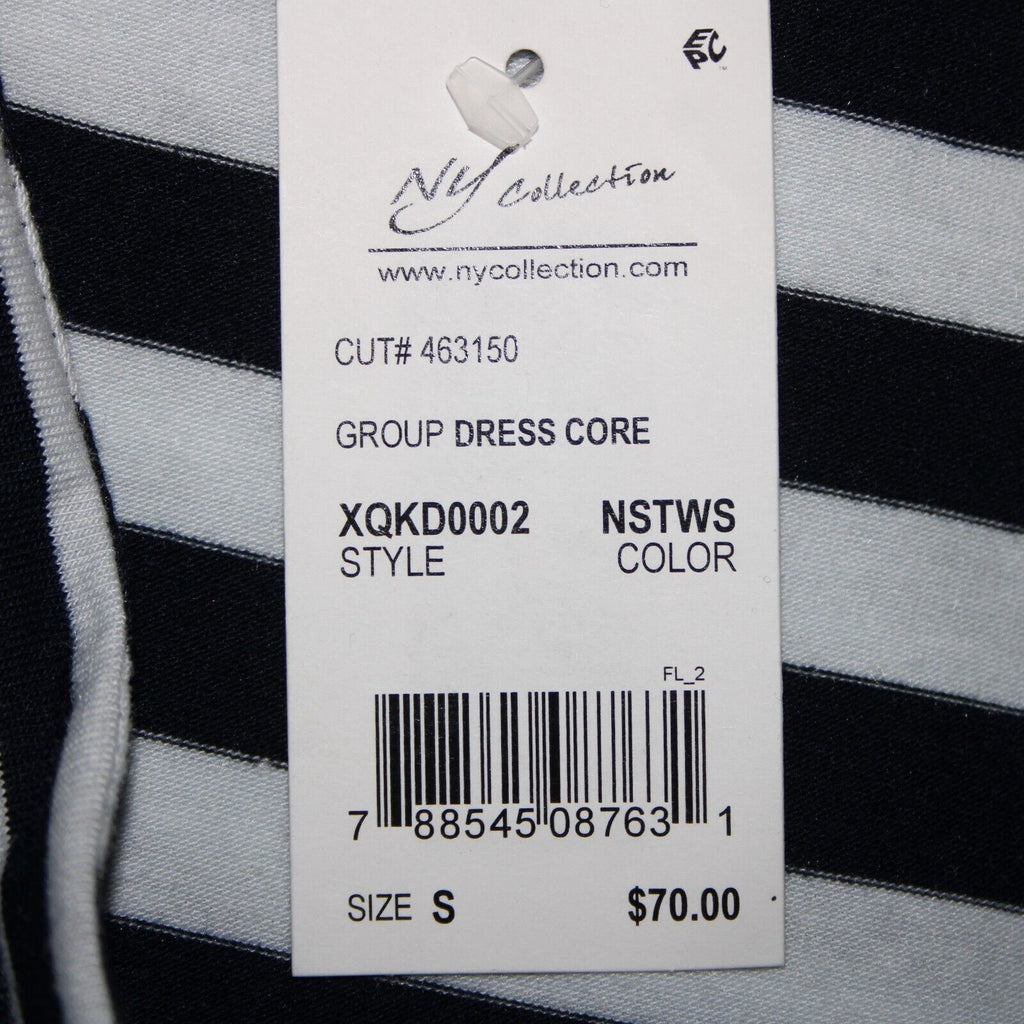 EPC
NY Collection
www.nycollection.com
CUT# 463150
GROUP DRESS CORE
XQKD0002 NSTWS
STYLE COLOR
FL_2
7 88545 08763 1
SIZE S $70.00